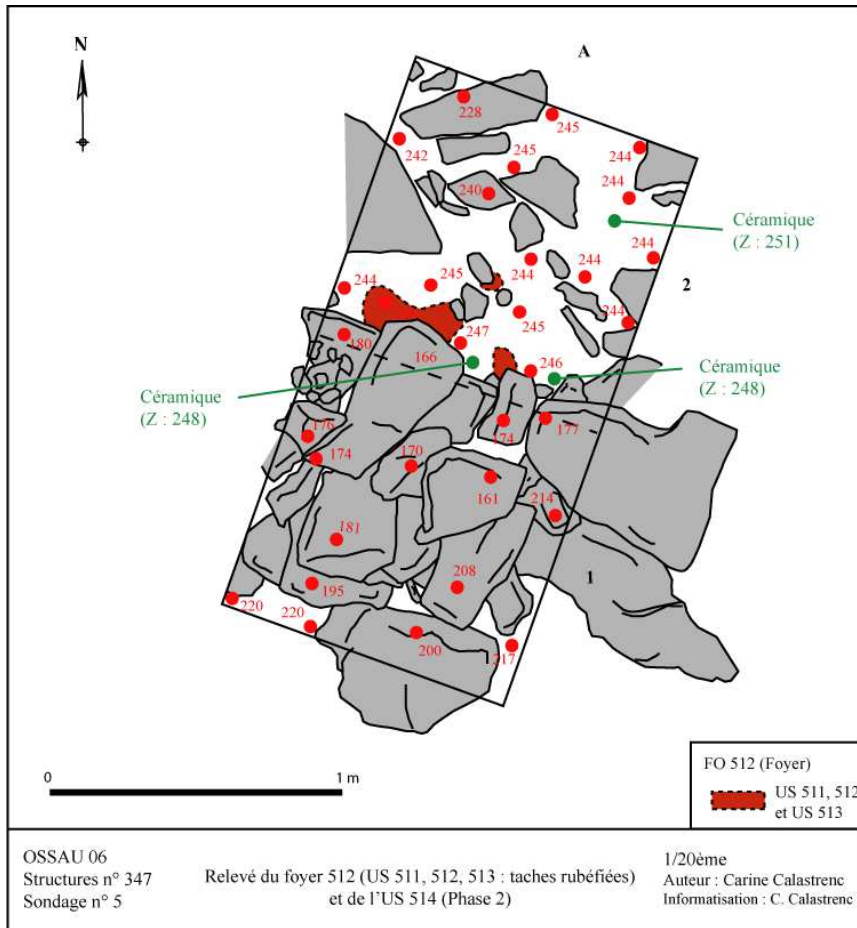 A
N
228
245
242
245
244
240
244
Céramique
(Z : 251)
244
244
244
245
244
2
245
244
247
180
166
246
Céramique
(Z : 248)
Céramique
(Z : 248)
176
174
177
174
170
161
214
181
208
1
195
220
220
200
217
0
1 m
FO 512 (Foyer)
US 511, 512
et US 513
OSSAU 06
Structures n° 347
Sondage n° 5
Relevé du foyer 512 (US 511, 512, 513 : taches rubéfiées)
et de l'US 514 (Phase 2)
1/20ème
Auteur : Carine Calastrenc
Informatisation : C. Calastrenc